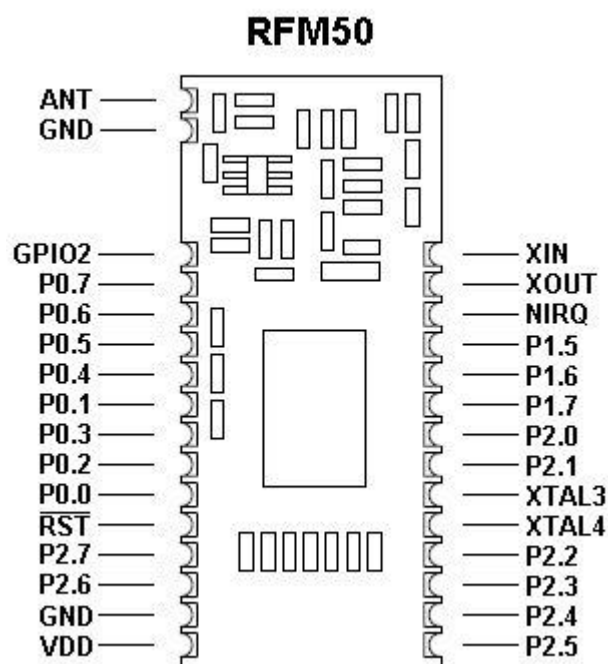 RFM50
ANT
GND
GPIO2
P0.7
P0.6
P0.5
P0.4
P0.1
P0.3
P0.2
P0.0
RST
P2.7
P2.6
GND
VDD
XIN
XOUT
NIRQ
P1.5
P1.6
P1.7
P2.0
P2.1
XTAL3
XTAL4
P2.2
P2.3
P2.4
P2.5